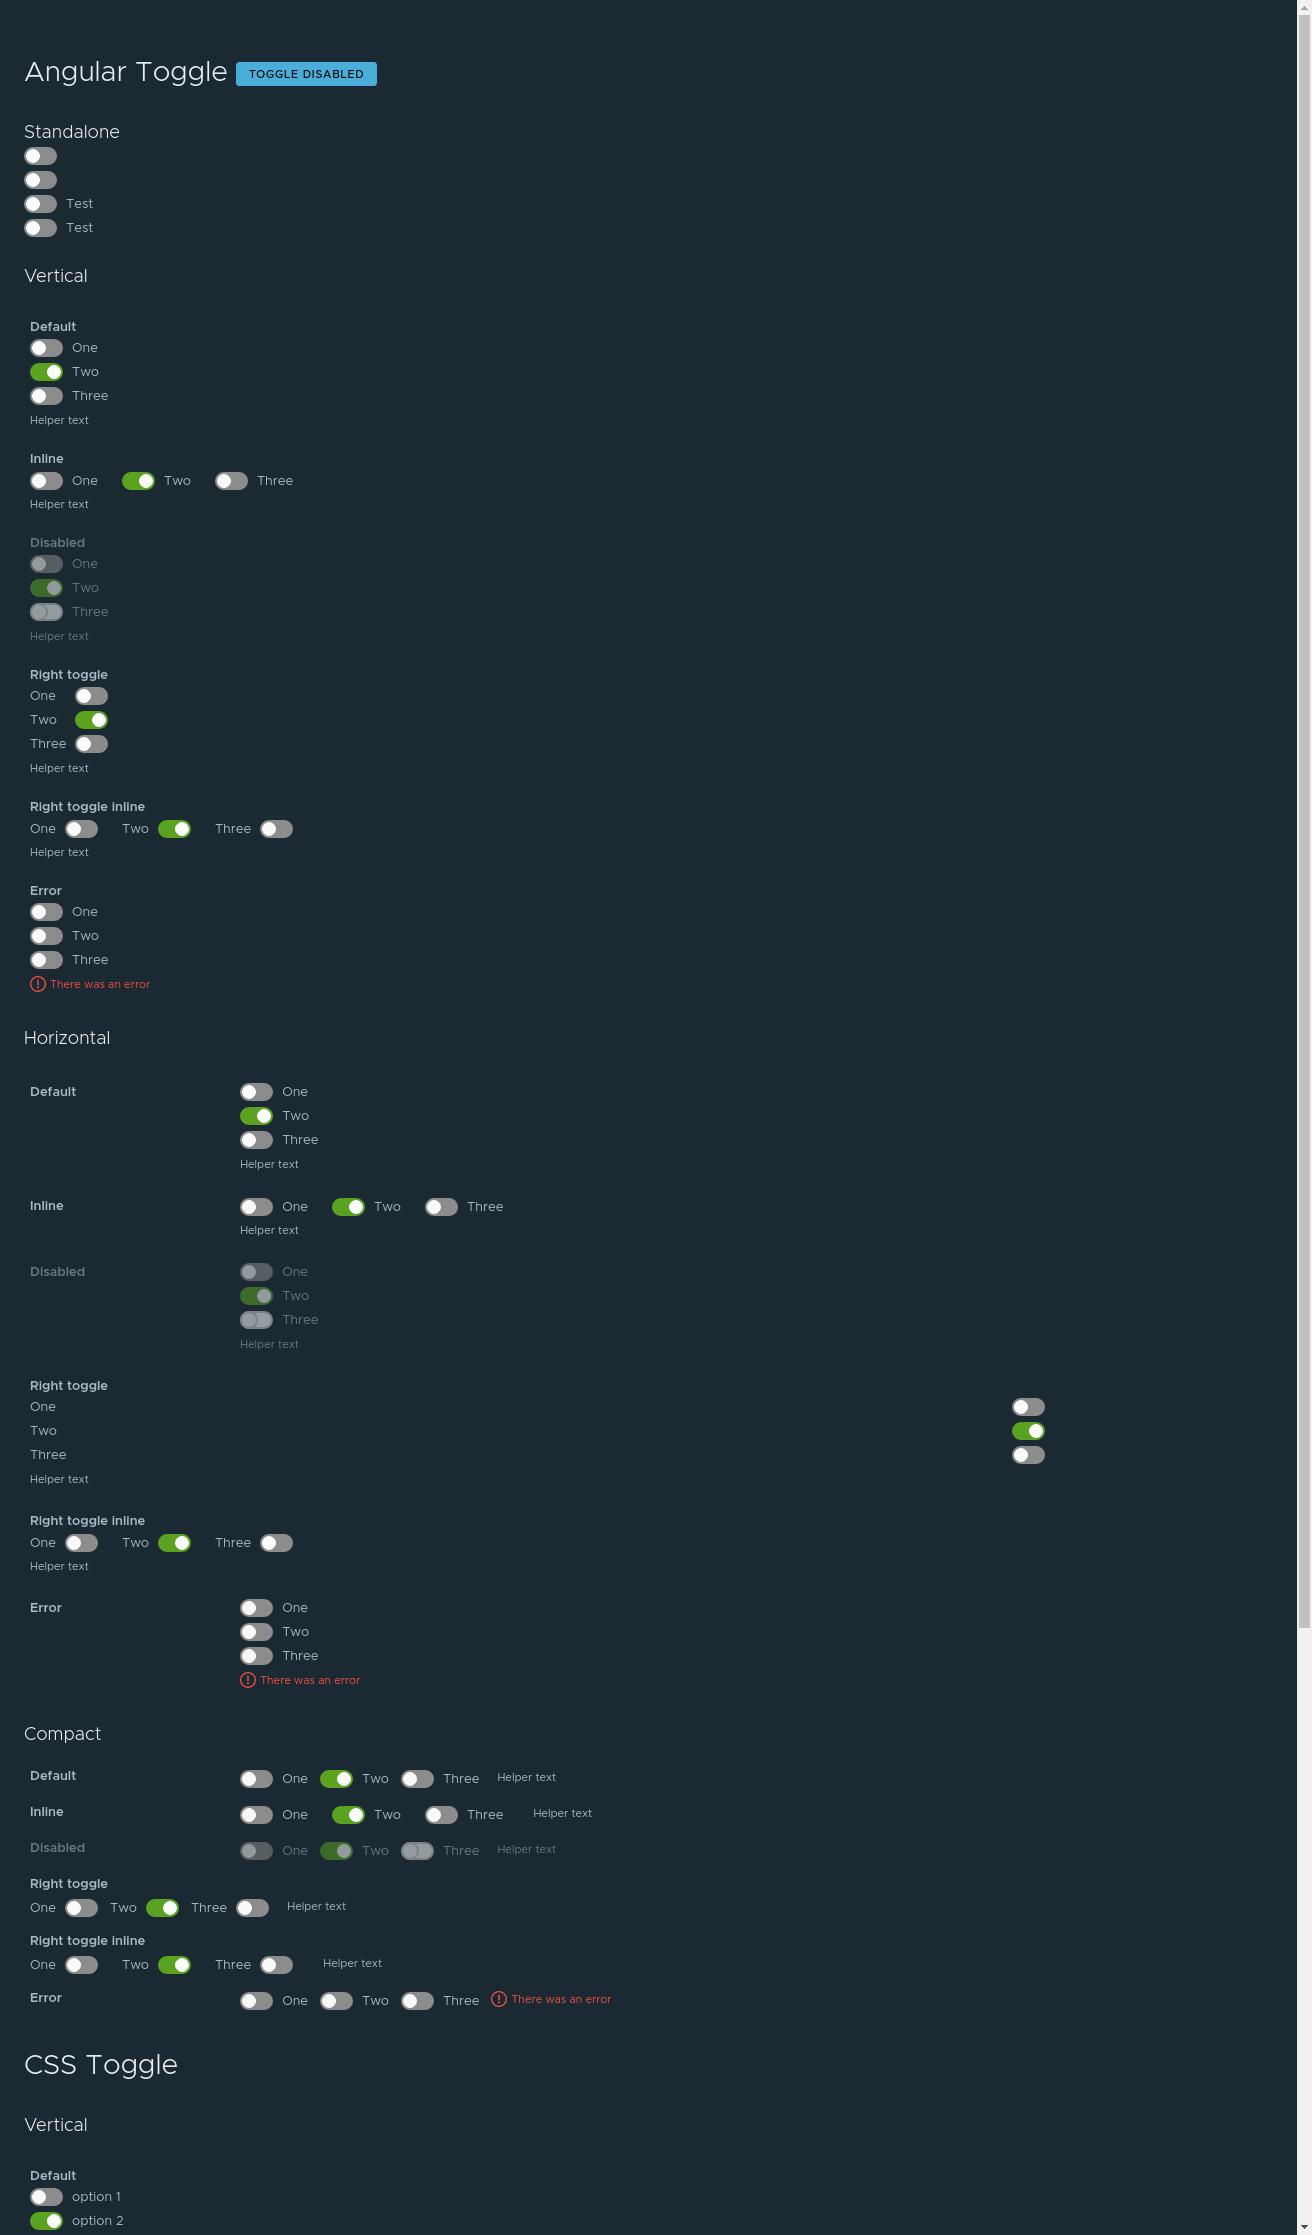 Angular Toggle TOGGLE DISABLED
Standalone
Test
Test
Vertical
Default
One
Two
Three
Helper text
Inline
One Two Three
Helper text
Disabled
One
Two
Three
Helper text
Right toggle
One
Two
Three
Helper text
Right toggle inline
One Two Three
Helper text
Error
One
Two
Three
There was an error
Horizontal
Default One
Two
Three
Helper text
Inline One Two Three
Helper text
Disabled One
Two
Three
Helper text
Right toggle
One
Two
Three
Helper text
Right toggle inline
One Two Three
Helper text
Error One
Two
Three
There was an error
Compact
Default One Two Three Helper text
Inline One Two Three Helper text
Disabled One Two Three Helper text
Right toggle
One Two Three Helper text
Right toggle inline
One Two Three Helper text
Error One Two Three There was an error
CSS Toggle
Vertical
Default
option 1
option 2